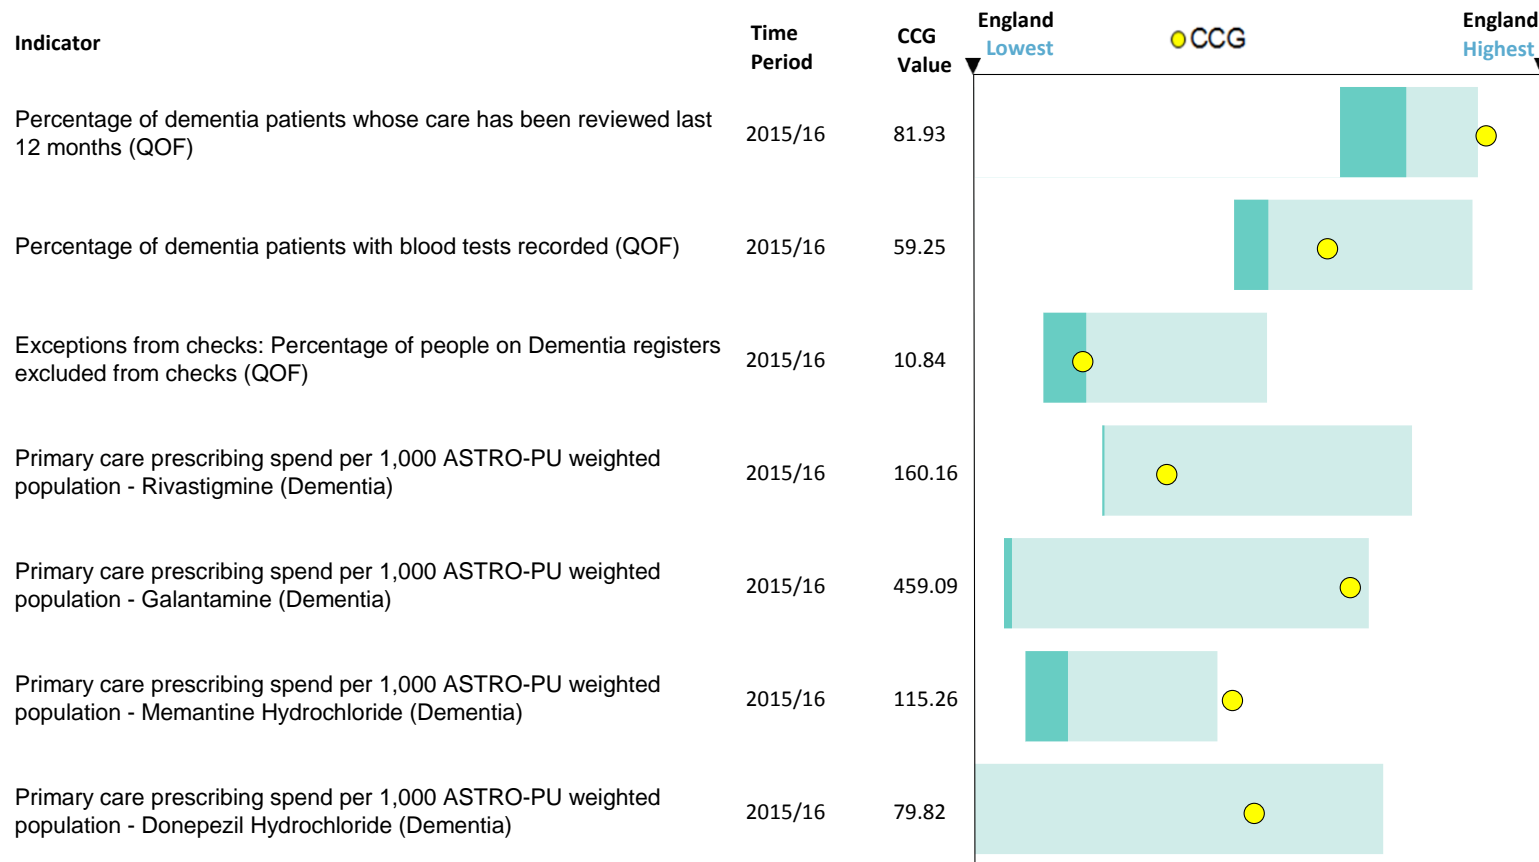 Indicator
Time
Period
CCG
Value
England
Lowest
CCG
England
Highest
Percentage of dementia patients whose care has been reviewed last
12 months (QOF)
2015/16
81.93
Percentage of dementia patients with blood tests recorded (QOF)
2015/16
59.25
Exceptions from checks: Percentage of people on Dementia registers
excluded from checks (QOF)
2015/16
10.84
Primary care prescribing spend per 1,000 ASTRO-PU weighted
population - Rivastigmine (Dementia)
2015/16
160.16
Primary care prescribing spend per 1,000 ASTRO-PU weighted
population - Galantamine (Dementia)
2015/16
459.09
Primary care prescribing spend per 1,000 ASTRO-PU weighted
population - Memantine Hydrochloride (Dementia)
2015/16
115.26
Primary care prescribing spend per 1,000 ASTRO-PU weighted
population - Donepezil Hydrochloride (Dementia)
2015/16
79.82